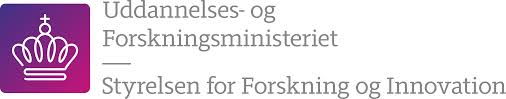 Uddannelses- og
Forskningsministeriet
Styrelsen for Forskning og Innovation